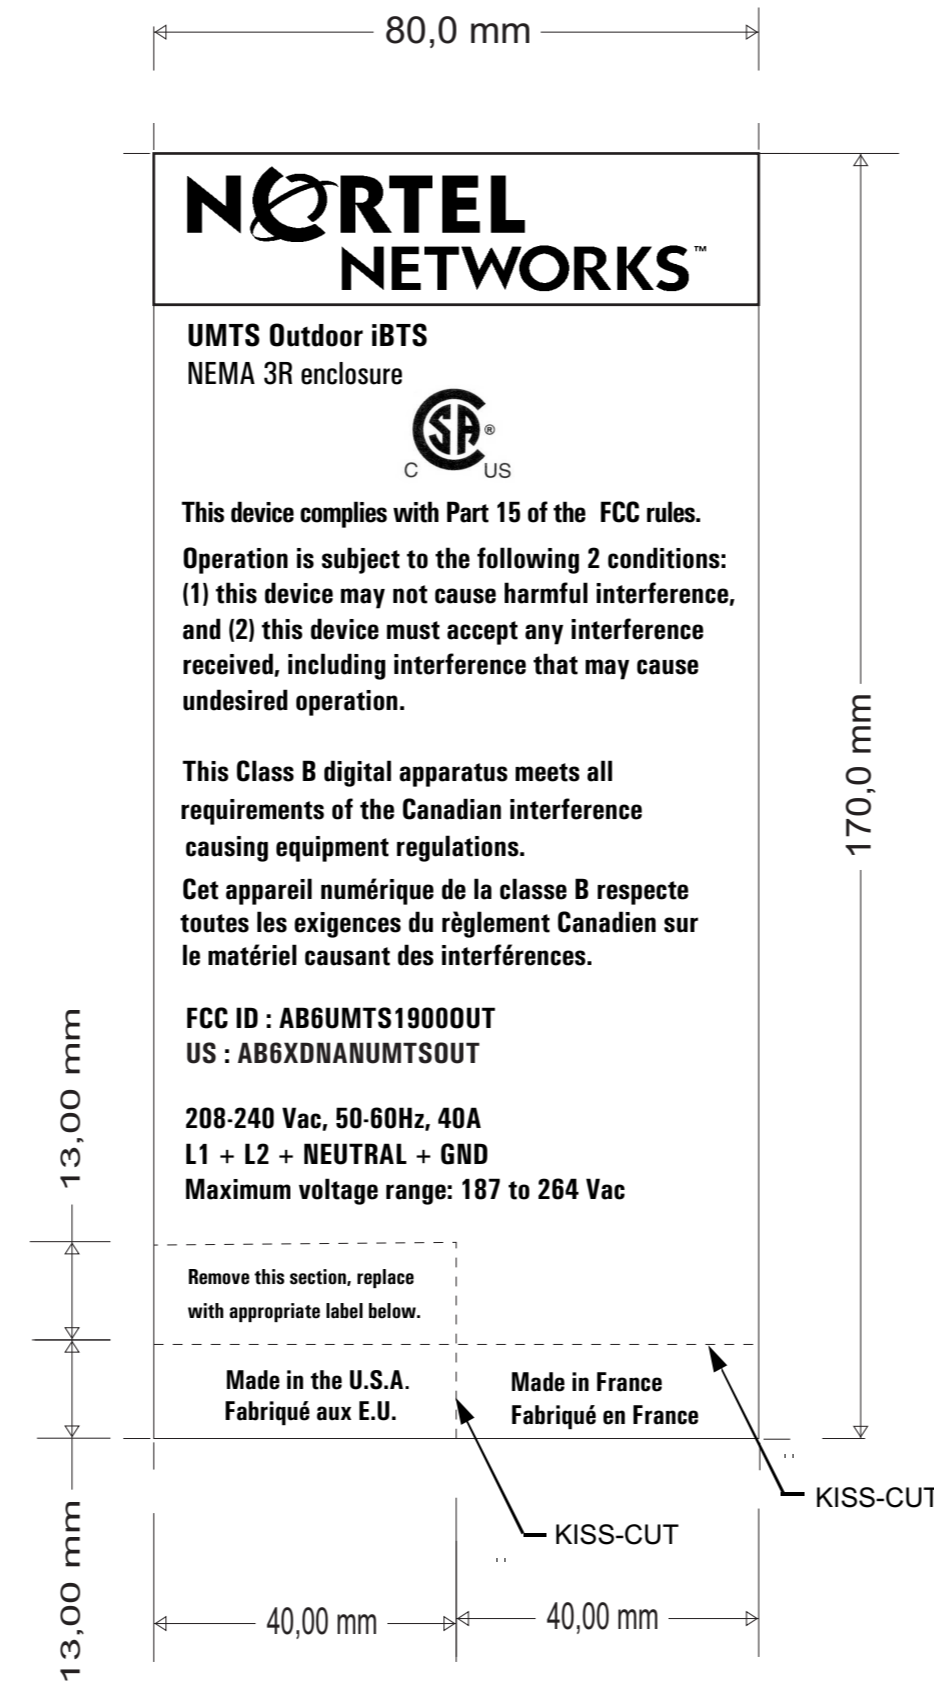 80,0 mm
NORTEL
NETWORKS™
UMTS Outdoor iBTS
NEMA 3R enclosure
CSA®
C US
This device complies with Part 15 of the FCC rules.
Operation is subject to the following 2 conditions:
(1) this device may not cause harmful interference,
and (2) this device must accept any interference
received, including interference that may cause
undesired operation.
170,0 mm
This Class B digital apparatus meets all
requirements of the Canadian interference
causing equipment regulations.
Cet appareil numérique de la classe B respecte
toutes les exigences du règlement Canadien sur
le matériel causant des interférences.
FCC ID : AB6UMTS1900OUT
US : AB6XDNANUMTSOUT
13,00 mm
208-240 Vac, 50-60Hz, 40A
L1 + L2 + NEUTRAL + GND
Maximum voltage range: 187 to 264 Vac
Remove this section, replace
with appropriate label below.
Made in the U.S.A.
Fabriqué aux E.U.
Made in France
Fabriqué en France
KISS-CUT
KISS-CUT
13,00 mm
40,00 mm
40,00 mm